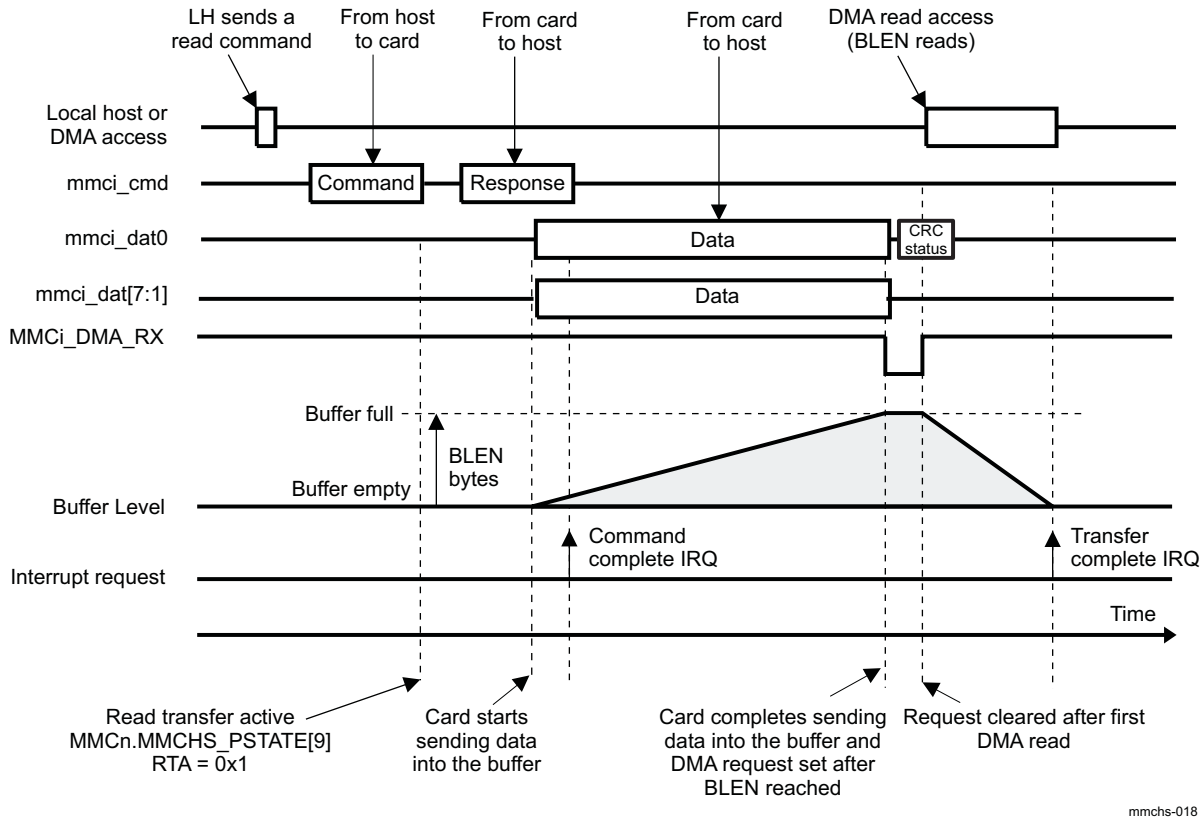 LH sends a
read command
From host
to card
From card
to host
From card
to host
DMA read access
(BLEN reads)
Local host or
DMA access
mmci_cmd
Command
Response
mmci_dat0
Data
CRC
status
mmci_dat[7:1]
Data
MMCi_DMA_RX
Buffer full
BLEN
bytes
Buffer empty
Buffer Level
Command
complete IRQ
Transfer
complete IRQ
Interrupt request
Time
Read transfer active
MMCn.MMCHS_PSTATE[9]
RTA = 0x1
Card starts
sending data
into the buffer
Card completes sending
data into the buffer and
DMA request set after
BLEN reached
Request cleared after first
DMA read
mmchs-018